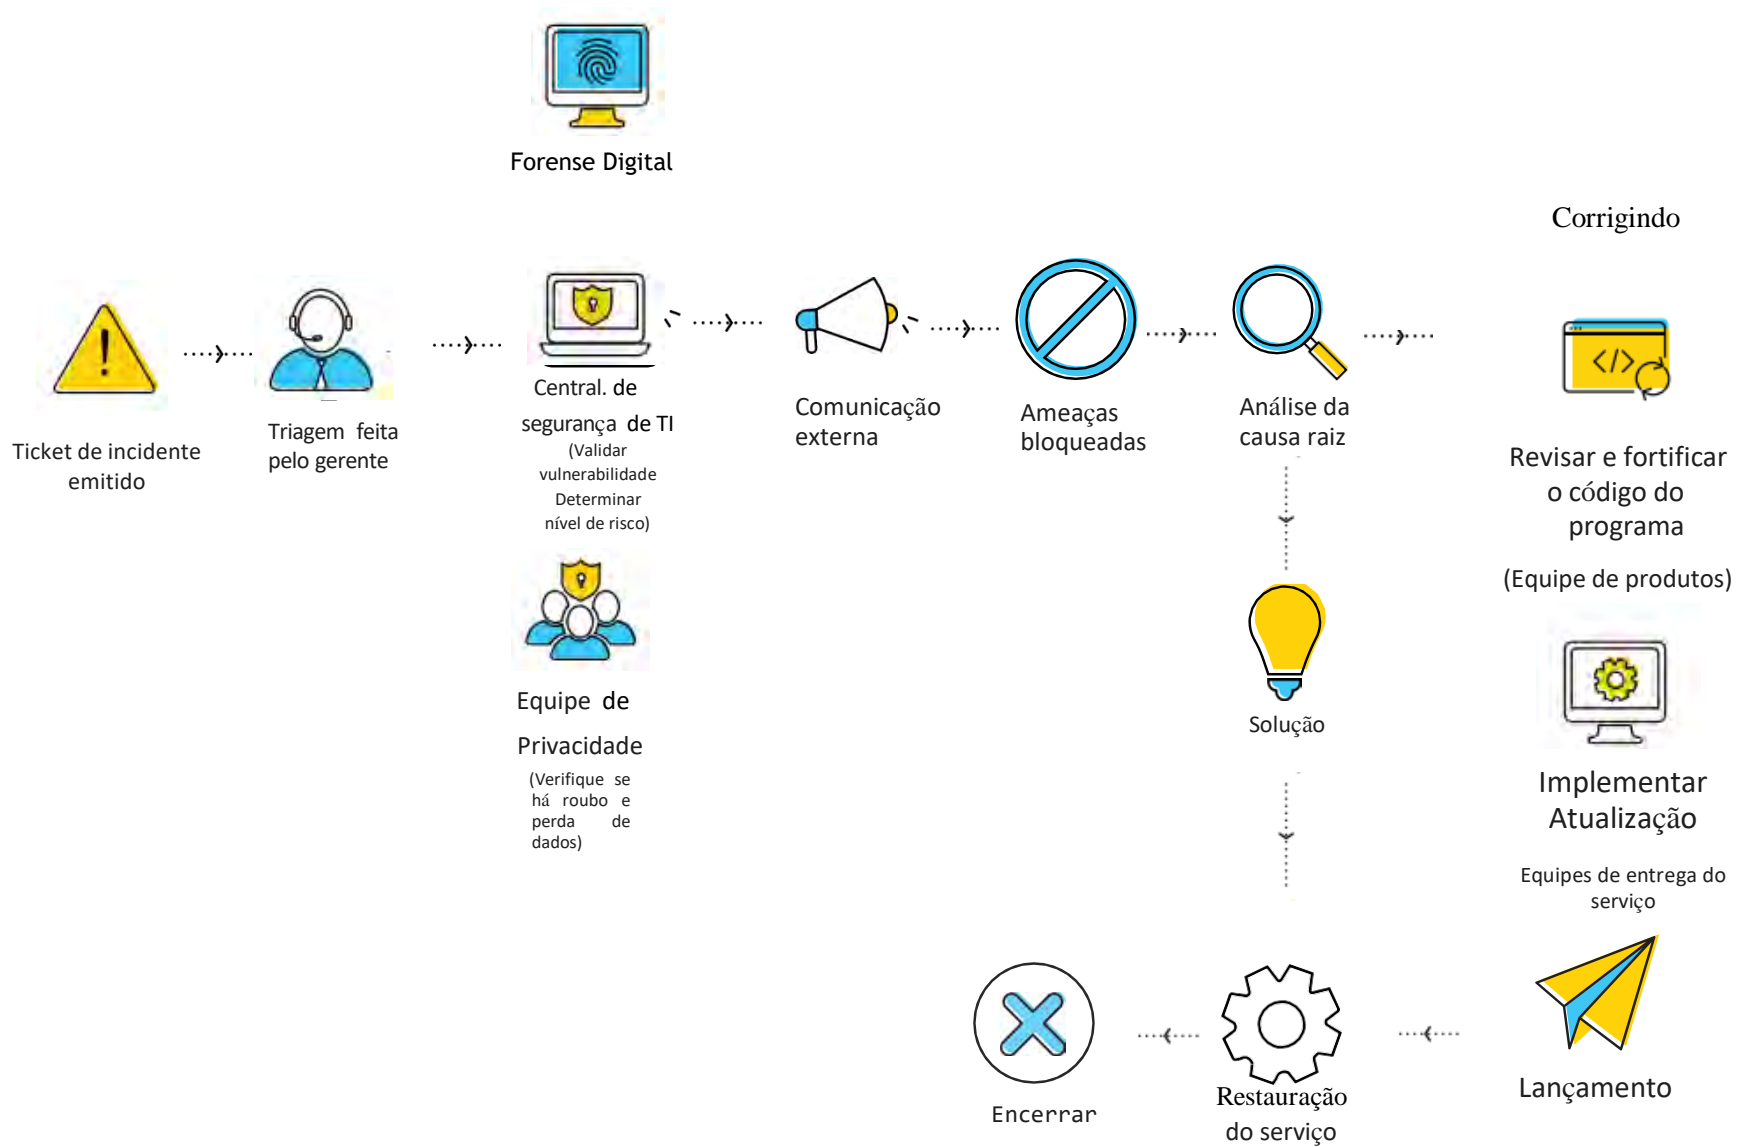 Forense Digital
Corrigindo
Ticket de incidente
emitido
Triagem feita
pelo gerente
Central. de
segurança de TI
(Validar
vulnerabilidade
Determinar
nível de risco)
Equipe de
Privacidade
(Verifique se
há roubo e
perda de
dados)
Comunicação
externa
Ameaças
bloqueadas
Análise da
causa raiz
</>
Revisar e fortificar
o código do
programa
(Equipe de produtos)
Solução
Implementar
Atualização
Equipes de entrega do
serviço
Lançamento
Restauração
do serviço
Encerrar